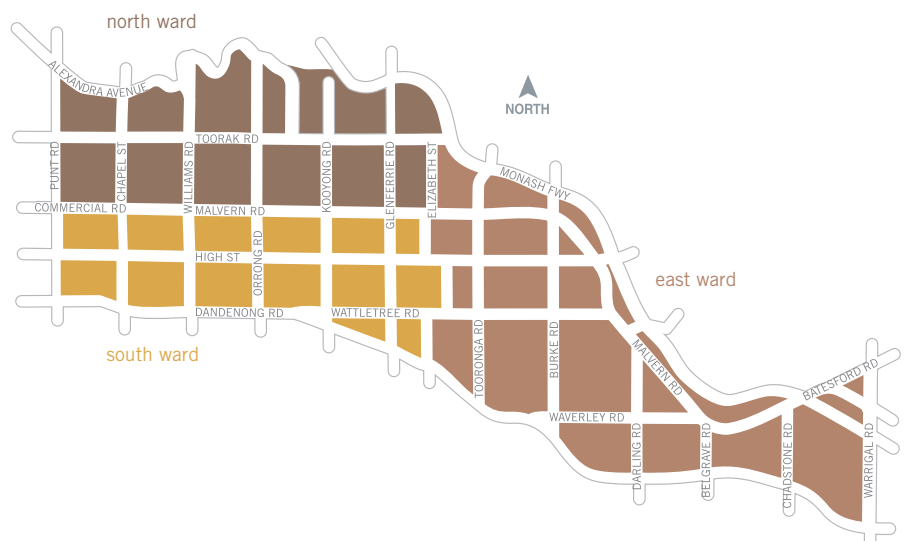 north ward
ALEXANDRA AVENUE
NORTH
TOORAK RD
PUNT RD
CHAPEL ST
WILLIAMS RD
KOOYONG RD
GLENFERRIE RD
ELIZABETH ST
MONASH FWY
COMMERCIAL RD
MALVERN RD
ORRONG RD
HIGH ST
east ward
DANDENONG RD
WATTLETREE RD
south ward
TOORONGA RD
BURKE RD
MALVERN RD
BATESFORD RD
WAVERLEY RD
DARLING RD
BELGRAVE RD
CHADSTONE RD
WARRIGAL RD